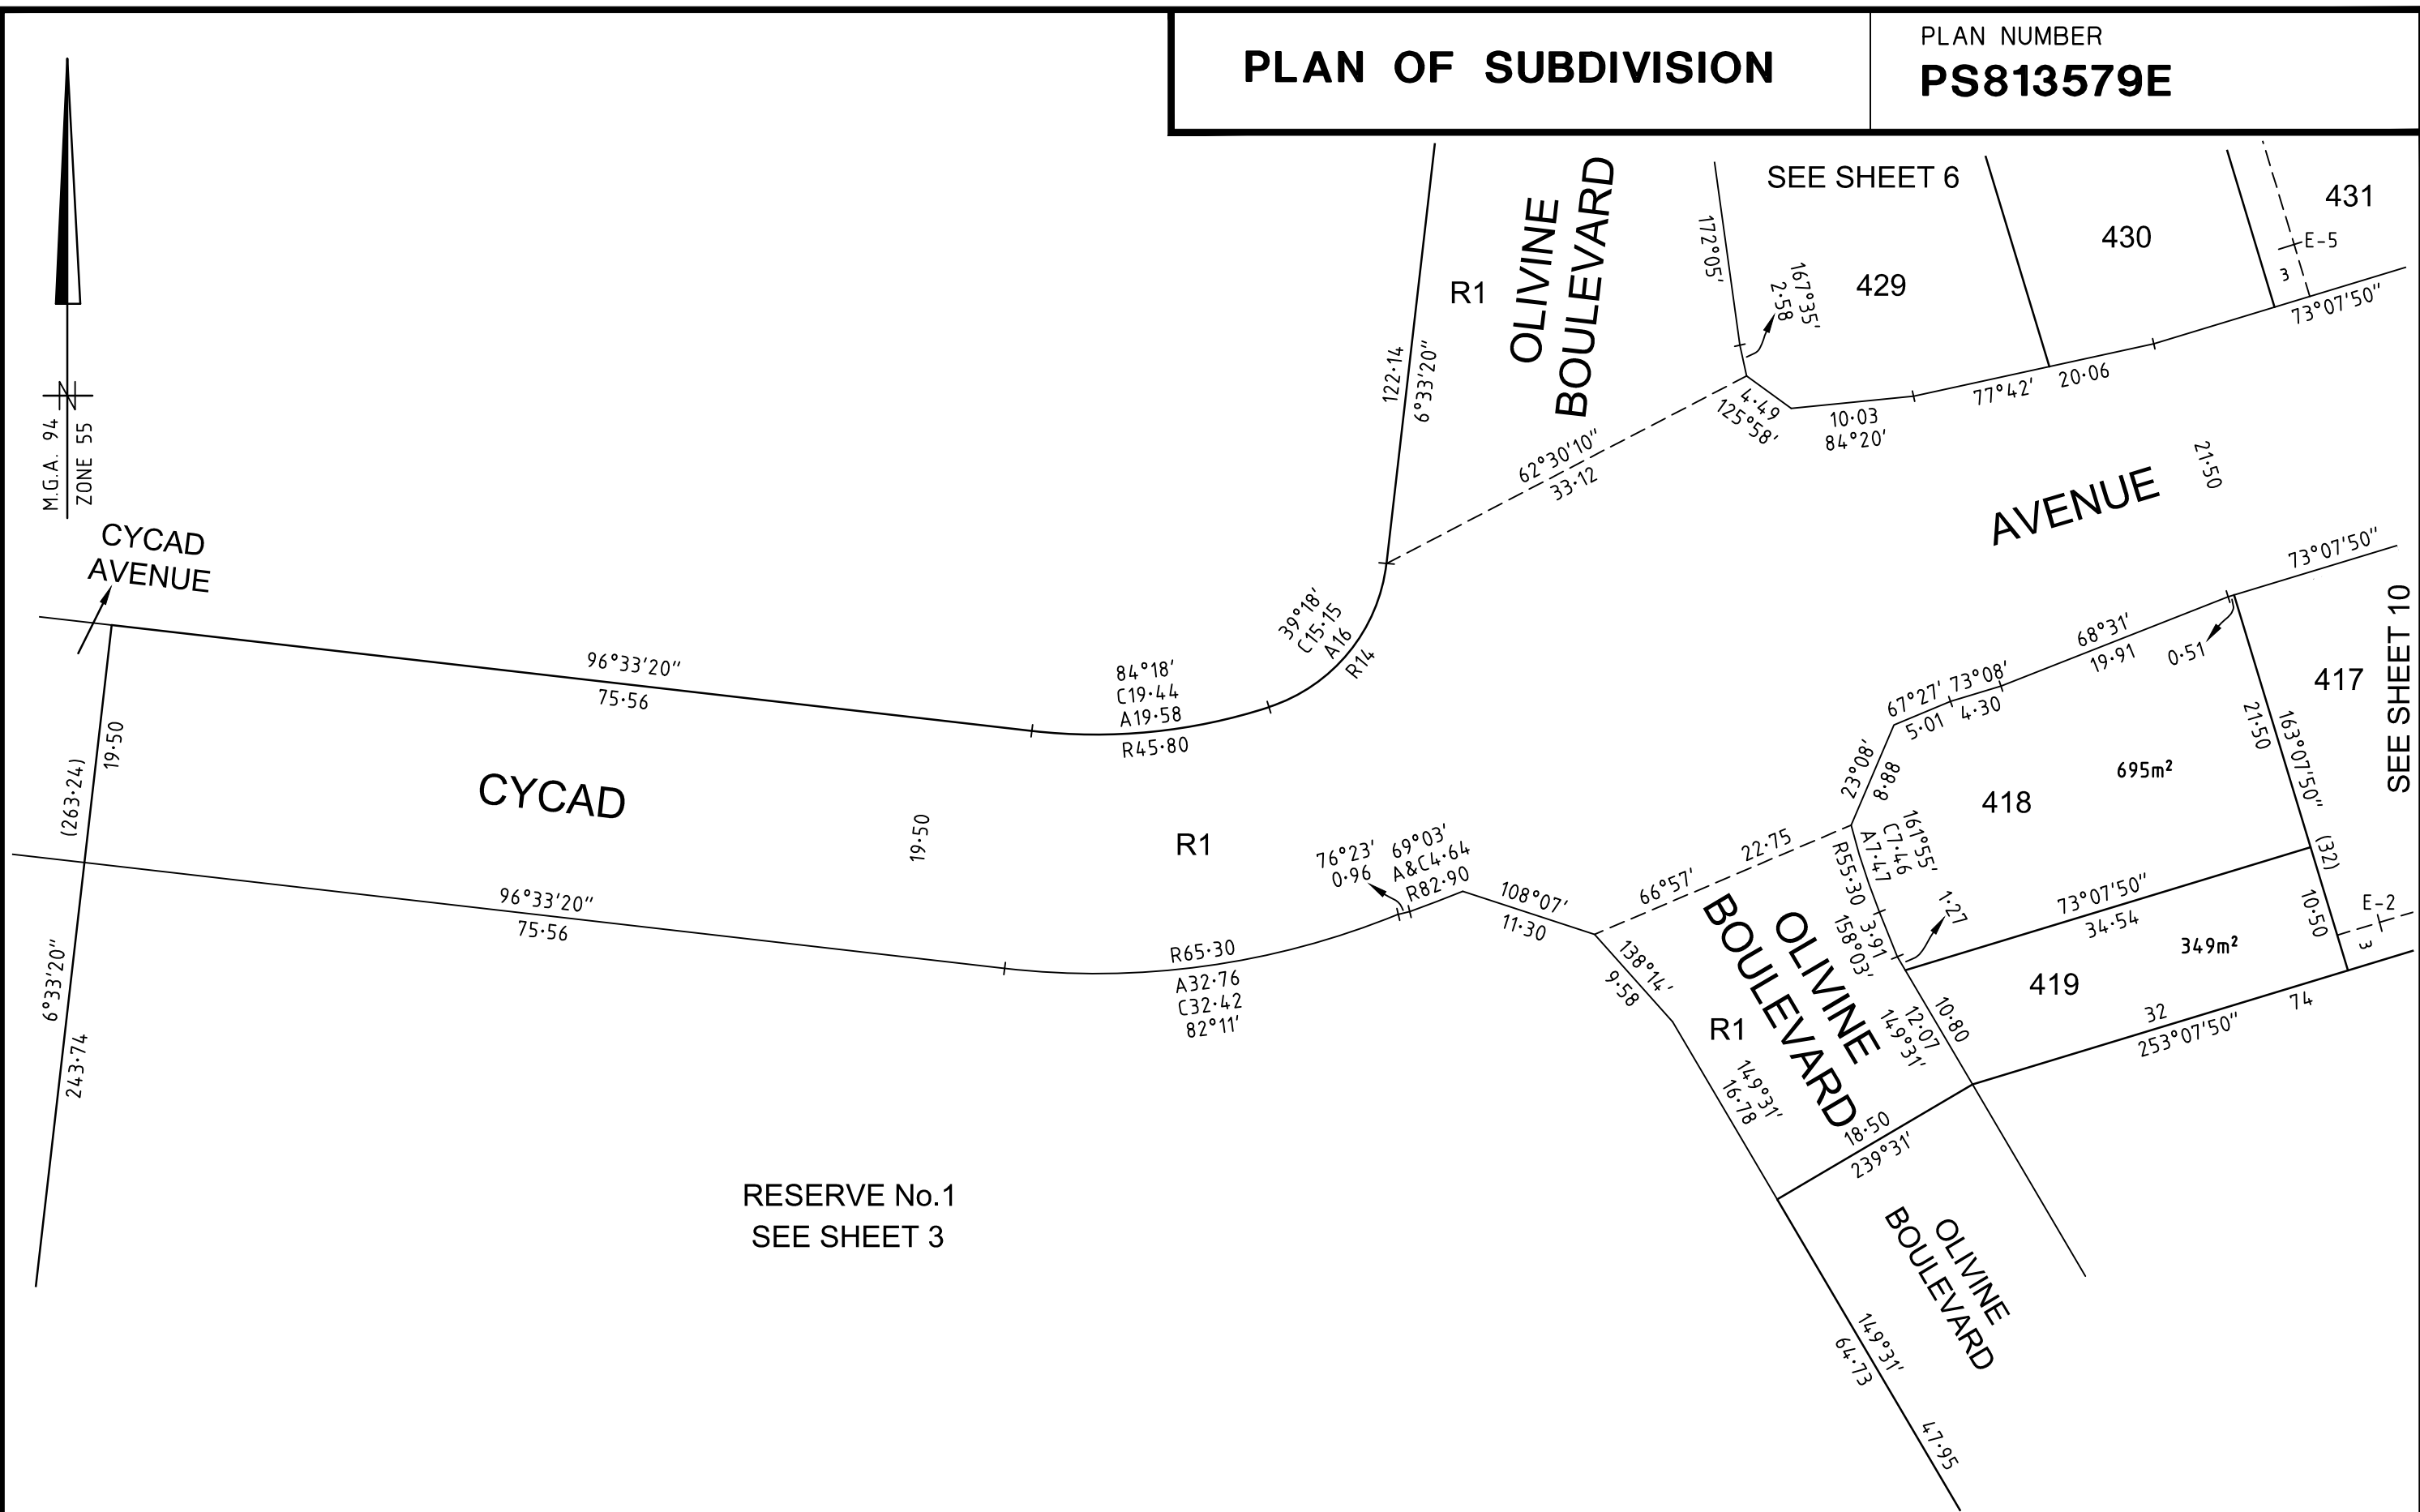 PLAN OF SUBDIVISION
PLAN NUMBER
PS813579E
M.G.A. 94
ZONE 55
N
CYCAD
AVENUE
OLIVINE
BOULEVARD
R1
SEE SHEET 6
429
430
431
E-5
3
73°07'50"
172°05'
167°35'
2·58
4·49
125°58'
10·03
84°20'
77°42'
20·06
122·14
6°33'20"
62°30'10"
33·12
AVENUE
21·50
73°07'50"
SEE SHEET 10
96°33'20"
75·56
84°18'
C19·44
A19·58
R45·80
39°18'
C15·15
A16
R14
68°31'
19·91
0·51
67°27'
5·01
73°08'
4·30
23°08'
8·88
417
418
695m²
21·50
163°07'50"
(32)
10·50
(263·24)
19·50
CYCAD
19·50
R1
76°23'
0·96
69°03'
A&C4·64
R82·90
108°07'
11·30
66°57'
22·75
161°55'
C7·46
A7·47
R55·30
1·27
3·91
158°03'
73°07'50"
34·54
349m²
419
E-2
3
96°33'20"
75·56
R65·30
A32·76
C32·42
82°11'
138°14'
9·58
OLIVINE
BOULEVARD
R1
10·80
12·07
149°31'
32
74
253°07'50"
6°33'20"
243·74
149°31'
16·78
18·50
239°31'
RESERVE No.1
SEE SHEET 3
OLIVINE
BOULEVARD
149°31'
64·73
47·95